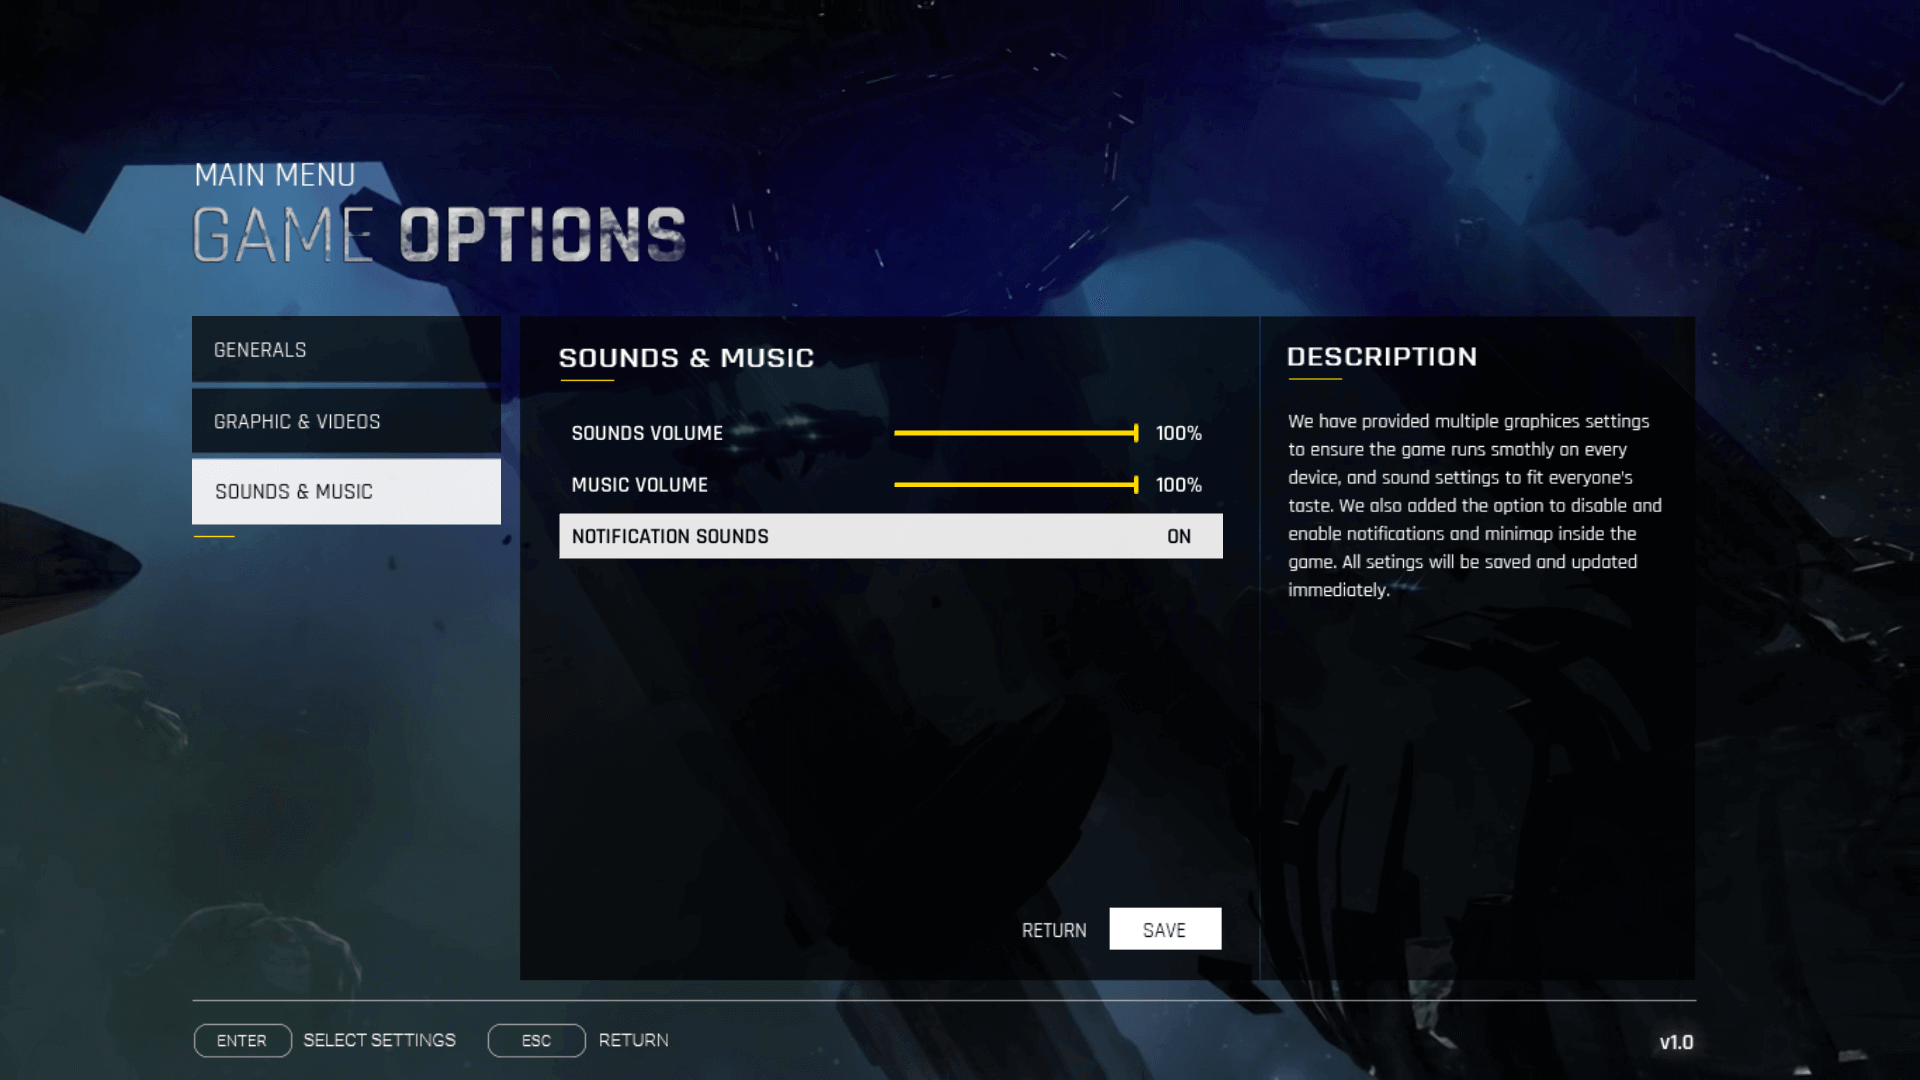 MAIN MENU
GAME OPTIONS
GENERALS
GRAPHIC & VIDEOS
SOUNDS & MUSIC
SOUNDS & MUSIC
SOUNDS VOLUME 100%
MUSIC VOLUME 100%
NOTIFICATION SOUNDS ON
RETURN SAVE
DESCRIPTION
We have provided multiple graphices settings
to ensure the game runs smothly on every
device, and sound settings to fit everyone's
taste. We also added the option to disable and
enable notifications and minimap inside the
game. All setings will be saved and updated
immediately.
ENTER SELECT SETTINGS ESC RETURN
v1.0